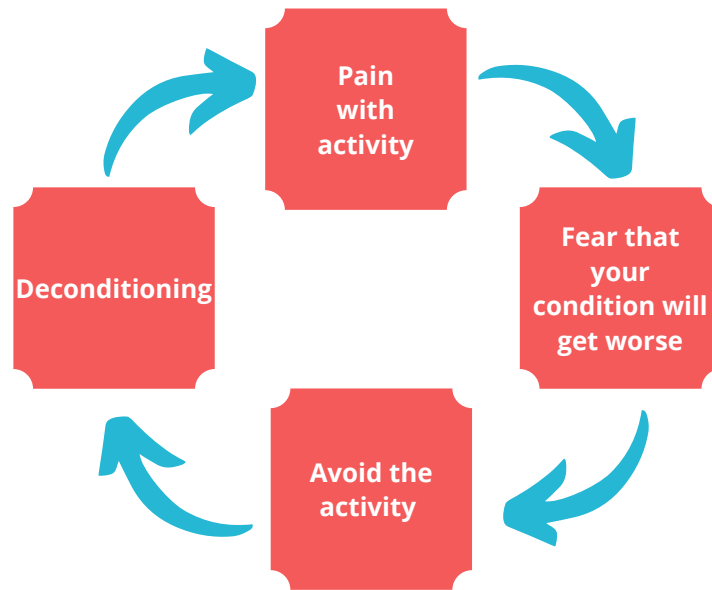 Pain
with
activity
Fear that
your
condition will
get worse
Avoid the
activity
Deconditioning